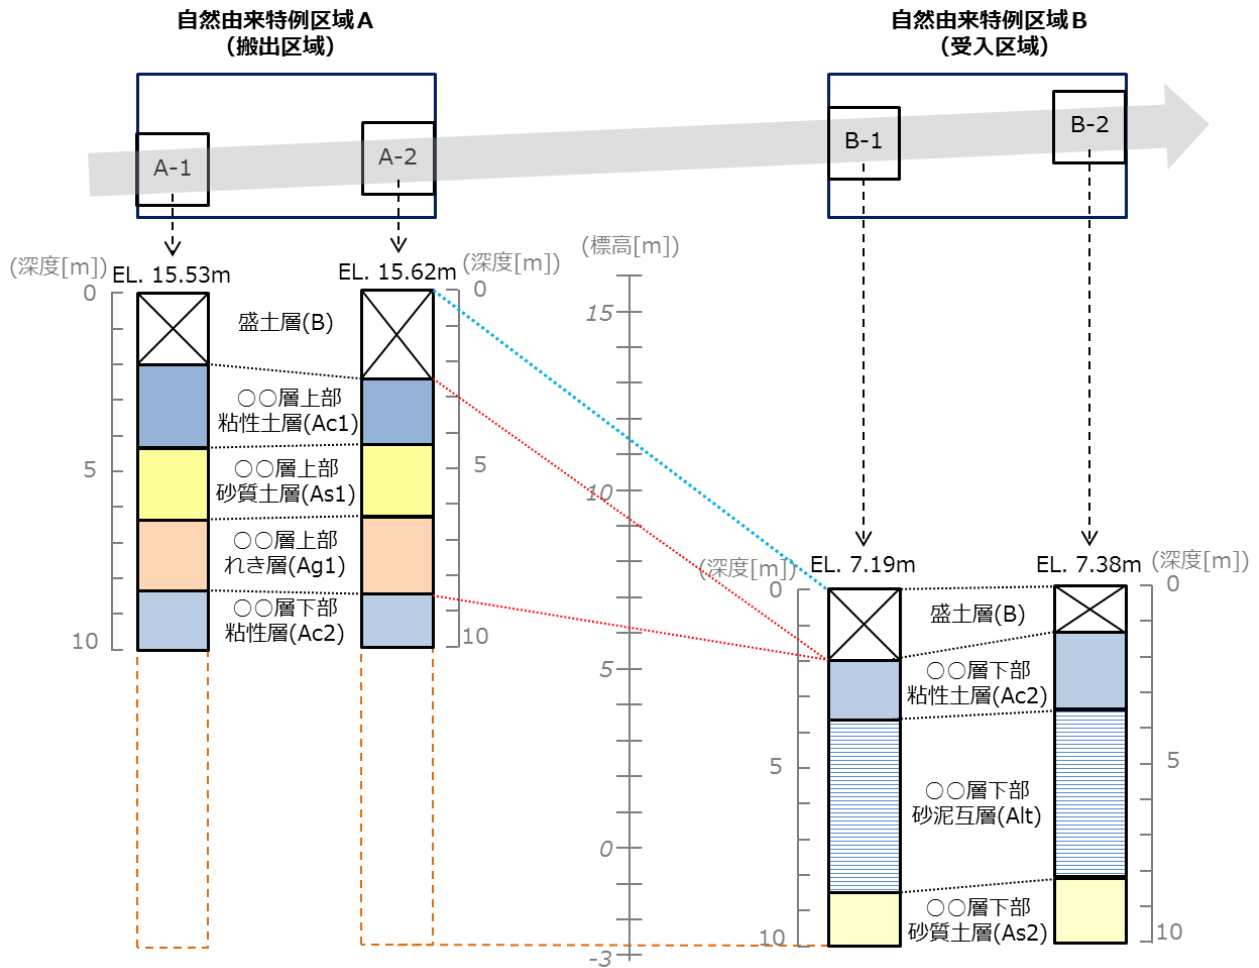 自然由来特例区域A
（搬出区域）
自然由来特例区域B
（受入区域）
A-1
A-2
B-1
B-2
(深度[m])
EL. 15.53m
EL. 15.62m
(深度[m])
(標高[m])
0
0
盛土層(B)
15
○○層上部
粘性土層(Ac1)
5
5
○○層上部
砂質土層(As1)
10
○○層上部
れき層(Ag1)
(深度[m])
EL. 7.19m
EL. 7.38m
(深度[m])
0
0
○○層下部
粘性層(Ac2)
盛土層(B)
10
10
5
○○層下部
粘性土層(Ac2)
5
5
○○層下部
砂泥互層(Alt)
0
○○層下部
砂質土層(As2)
10
10
-3